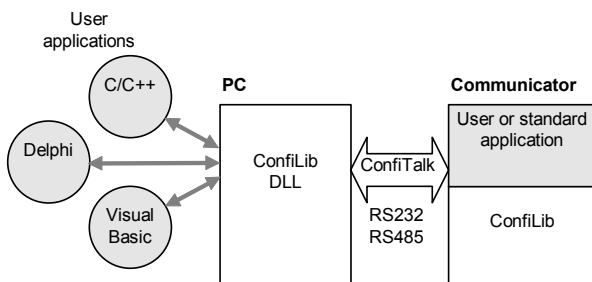 User
applications
C/C++
Delphi
Visual
Basic
PC
ConfiLib
DLL
ConfiTalk
RS232
RS485
Communicator
User or standard
application
ConfiLib